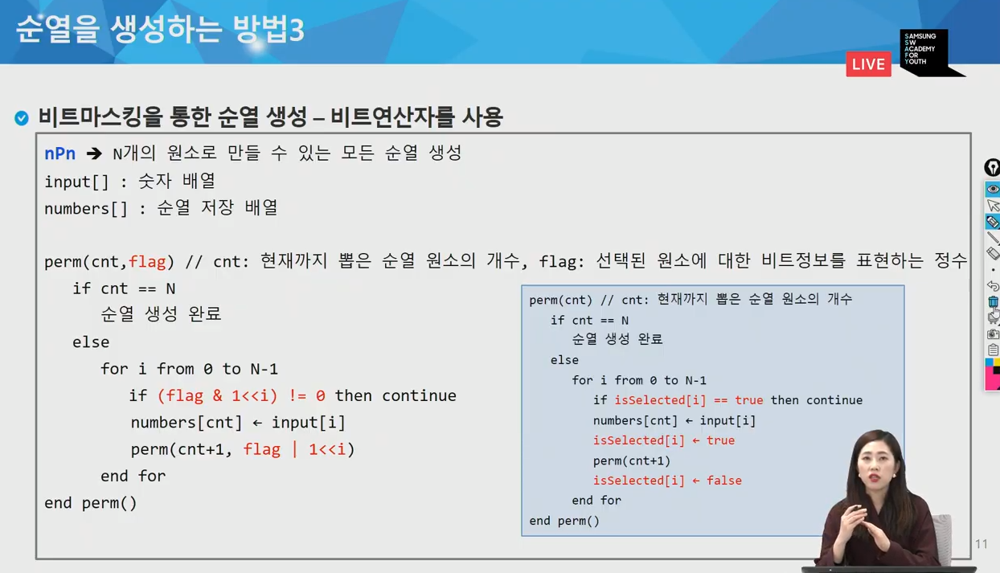 순열을 생성하는 방법3
LIVE
SAMSUNG
SW
ACADEMY
FOR
YOUTH
비트마스킹을 통한 순열 생성 – 비트연산자를 사용
nPn ➔ N개의 원소로 만들 수 있는 모든 순열 생성
input[] : 숫자 배열
numbers[] : 순열 저장 배열
perm(cnt,flag) // cnt: 현재까지 뽑은 순열 원소의 개수, flag: 선택된 원소에 대한 비트정보를 표현하는 정수
if cnt == N
순열 생성 완료
else
for i from 0 to N-1
if (flag & 1<<i) != 0 then continue
numbers[cnt] ← input[i]
perm(cnt+1, flag | 1<<i)
end for
end perm()
perm(cnt) // cnt: 현재까지 뽑은 순열 원소의 개수
if cnt == N
순열 생성 완료
else
for i from 0 to N-1
if isSelected[i] == true then continue
numbers[cnt] ← input[i]
isSelected[i] ← true
perm(cnt+1)
isSelected[i] ← false
end for
end perm()
11